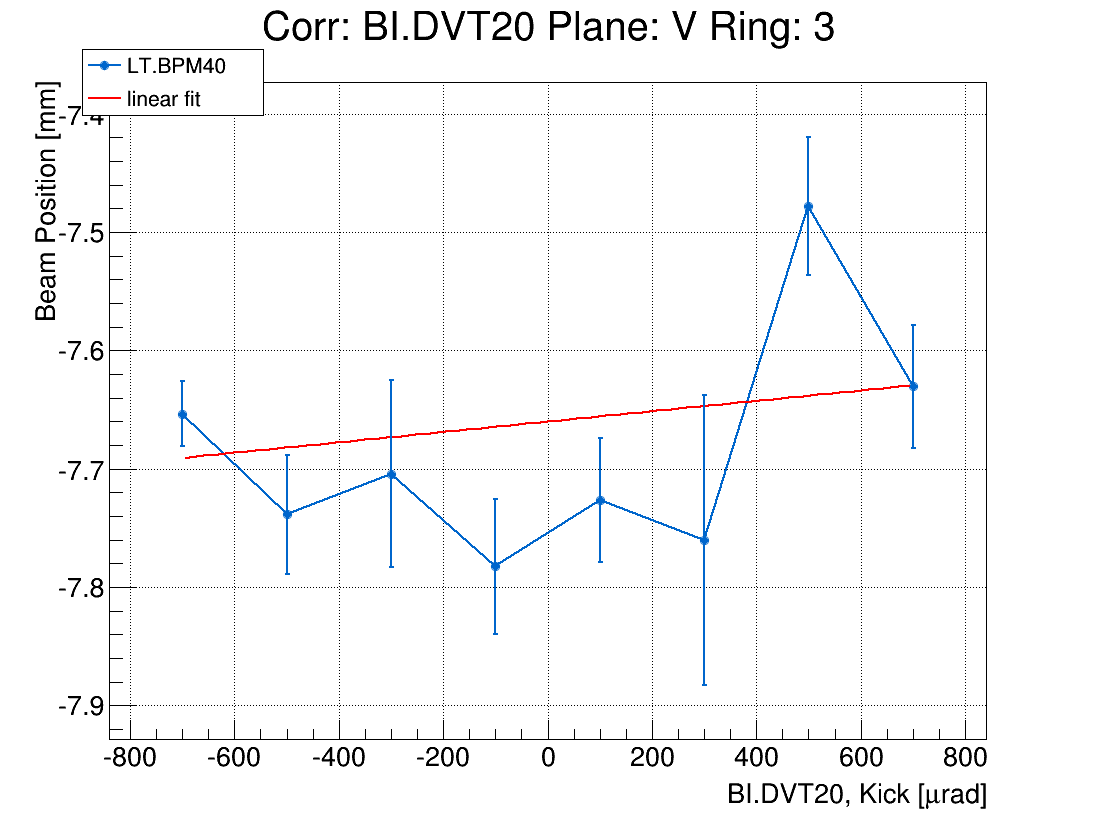 Corr: BI.DVT20 Plane: V Ring: 3
LT.BPM40
linear fit
Beam Position [mm]
-7.4
-7.5
-7.6
-7.7
-7.8
-7.9
-800 -600 -400 -200 0 200 400 600 800
BI.DVT20, Kick [μrad]